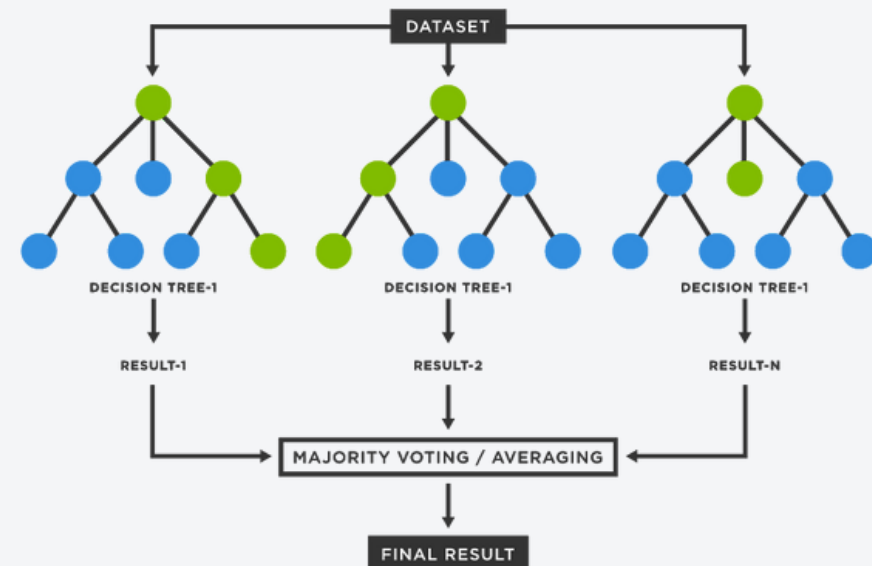 DATASET
DECISION TREE-1
DECISION TREE-1
DECISION TREE-1
RESULT-1
RESULT-2
RESULT-N
MAJORITY VOTING / AVERAGING
FINAL RESULT